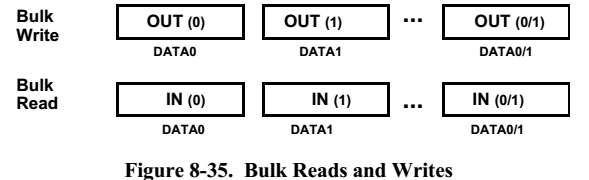 Bulk Write OUT (0) OUT (1) ... OUT (0/1)
DATA0 DATA1 DATA0/1
Bulk Read IN (0) IN (1) ... IN (0/1)
DATA0 DATA1 DATA0/1
Figure 8-35. Bulk Reads and Writes